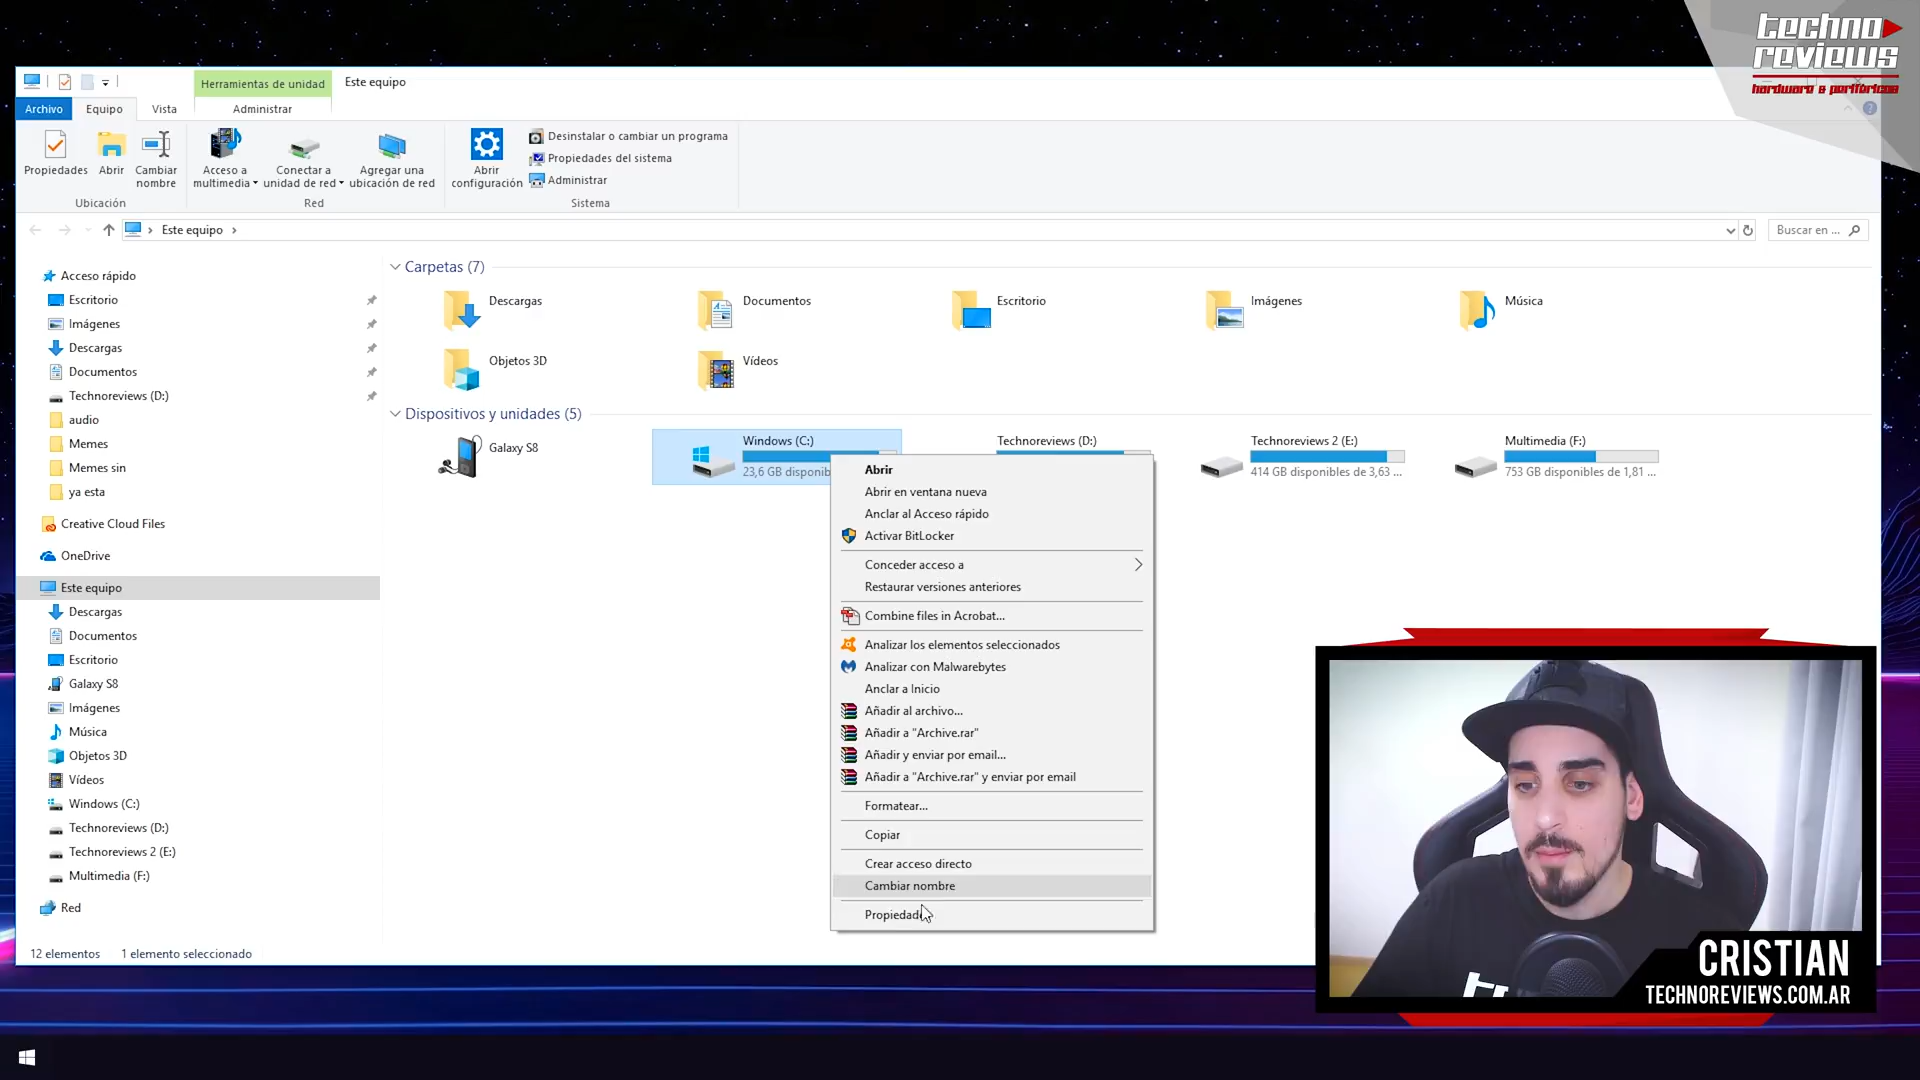 techno
reviews
hardware & periféricos
Herramientas de unidad
Este equipo
Archivo
Equipo
Vista
Administrar
Propiedades
Abrir
Cambiar
nombre
Acceso a
multimedia
Conectar a
unidad de red
Agregar una
ubicación de red
Abrir
configuración
Desinstalar o cambiar un programa
Propiedades del sistema
Administrar
Ubicación
Red
Sistema
Este equipo
Buscar en ...
Acceso rápido
Escritorio
Imágenes
Descargas
Documentos
Technoreviews (D:)
audio
Memes
Memes sin
ya esta
Creative Cloud Files
OneDrive
Este equipo
Descargas
Documentos
Escritorio
Galaxy S8
Imágenes
Música
Objetos 3D
Vídeos
Windows (C:)
Technoreviews (D:)
Technoreviews 2 (E:)
Multimedia (F:)
Red
Carpetas (7)
Descargas
Documentos
Escritorio
Imágenes
Música
Objetos 3D
Vídeos
Dispositivos y unidades (5)
Galaxy S8
Windows (C:)
23,6 GB disponib
Technoreviews (D:)
Technoreviews 2 (E:)
414 GB disponibles de 3,63 ...
Multimedia (F:)
753 GB disponibles de 1,81 ...
Abrir
Abrir en ventana nueva
Anclar al Acceso rápido
Activar BitLocker
Conceder acceso a
Restaurar versiones anteriores
Combine files in Acrobat...
Analizar los elementos seleccionados
Analizar con Malwarebytes
Anclar a Inicio
Añadir al archivo...
Añadir a "Archive.rar"
Añadir y enviar por email...
Añadir a "Archive.rar" y enviar por email
Formatear...
Copiar
Crear acceso directo
Cambiar nombre
Propiedade
12 elementos
1 elemento seleccionado
CRISTIAN
TECHNOREVIEWS.COM.AR